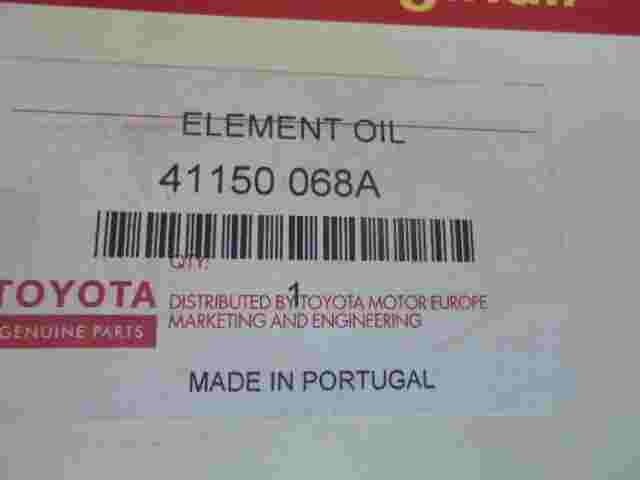 ELEMENT OIL
41150 068A
QTY:
1
TOYOTA
GENUINE PARTS
DISTRIBUTED BY TOYOTA MOTOR EUROPE
MARKETING AND ENGINEERING
MADE IN PORTUGAL